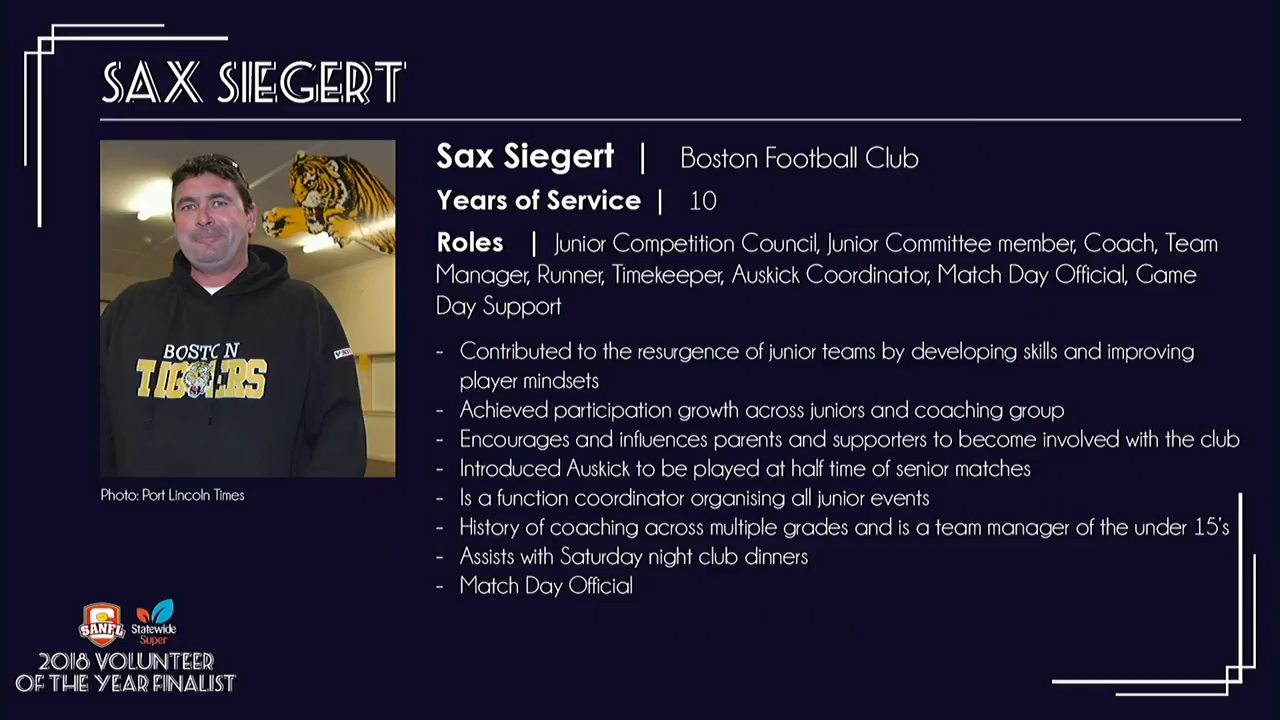 SAX SIEGERT
Sax Siegert | Boston Football Club
Years of Service | 10
Roles | Junior Competition Council, Junior Committee member, Coach, Team
Manager, Runner, Timekeeper, Auskick Coordinator, Match Day Official, Game
Day Support
- Contributed to the resurgence of junior teams by developing skills and improving
player mindsets
- Achieved participation growth across juniors and coaching group
- Encourages and influences parents and supporters to become involved with the club
- Introduced Auskick to be played at half time of senior matches
- Is a function coordinator organising all junior events
- History of coaching across multiple grades and is a team manager of the under 15's
- Assists with Saturday night club dinners
- Match Day Official
BOSTON
TIGERS
Photo: Port Lincoln Times
SANFL
Statewide
Super
2018 VOLUNTEER
OF THE YEAR FINALIST